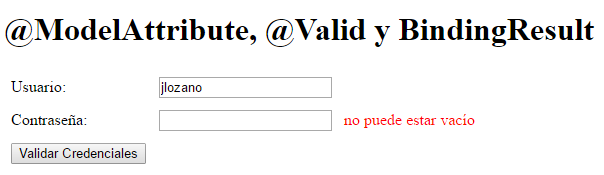 @ModelAttribute, @Valid y BindingResult
Usuario: jlozano
Contraseña: no puede estar vacío
Validar Credenciales